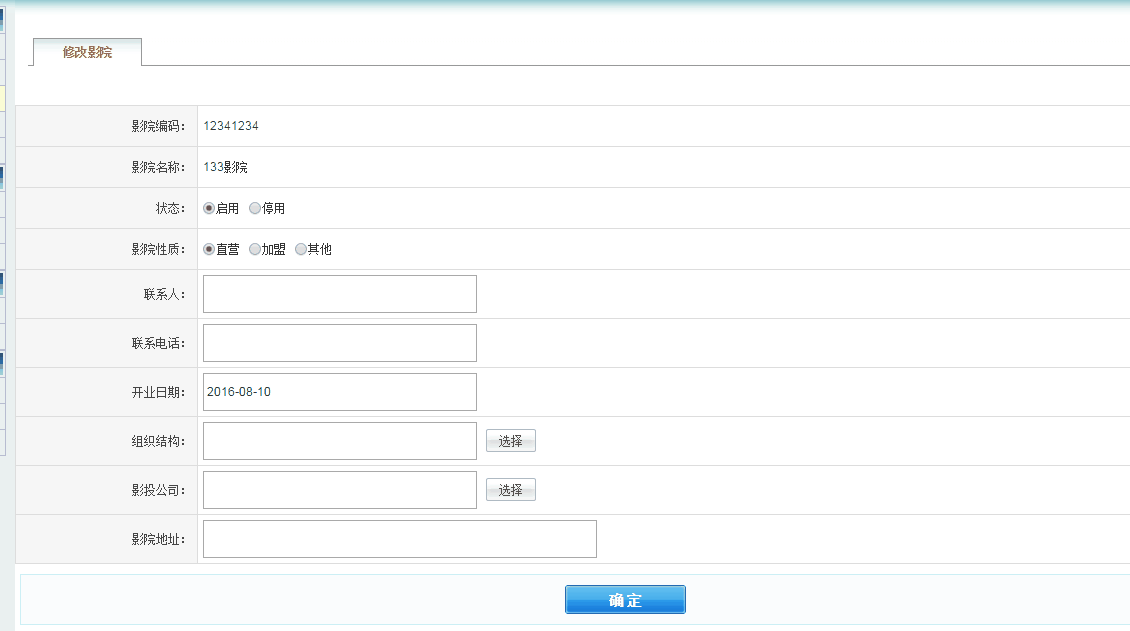 修改影院
影院编码： 12341234
影院名称： 133影院
状态： 启用 停用
影院性质： 直营 加盟 其他
联系人：
联系电话：
开业日期： 2016-08-10
组织结构： 选择
影投公司： 选择
影院地址：
确定